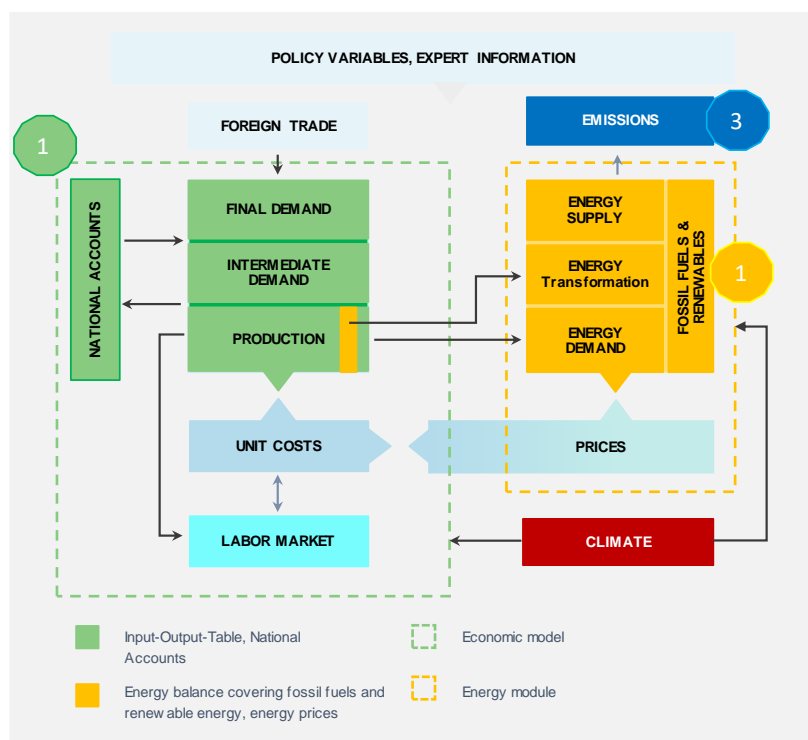 POLICY VARIABLES, EXPERT INFORMATION
FOREIGN TRADE
EMISSIONS
3
1
NATIONAL ACCOUNTS
FINAL DEMAND
INTERMEDIATE
DEMAND
PRODUCTION
ENERGY
SUPPLY
ENERGY
Transformation
ENERGY
DEMAND
FOSSIL FUELS &
RENEWABLES
1
UNIT COSTS
PRICES
LABOR MARKET
CLIMATE
Input-Output-Table, National
Accounts
Economic model
Energy balance covering fossil fuels and
renewable energy, energy prices
Energy module